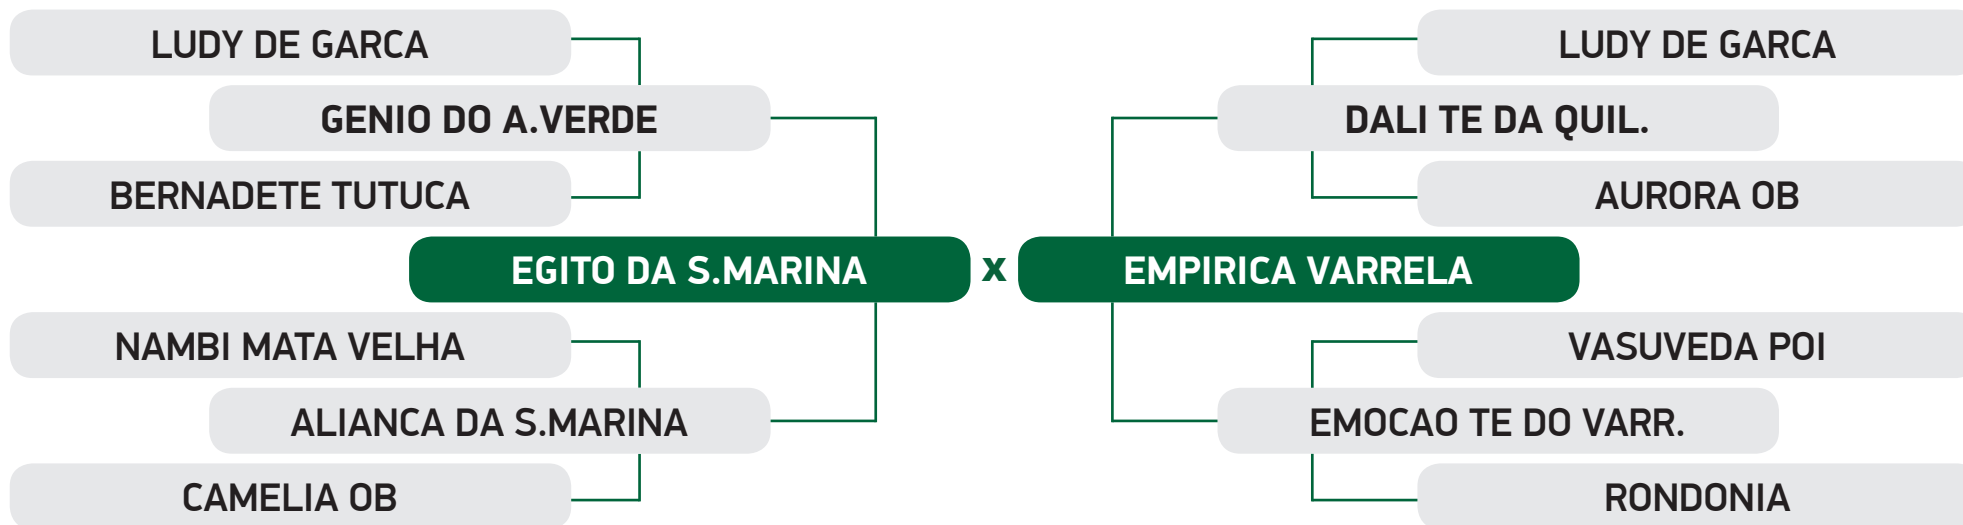 LUDY DE GARCA
LUDY DE GARCA
GENIO DO A.VERDE
DALI TE DA QUIL.
BERNADETE TUTUCA
AURORA OB
EGITO DA S.MARINA x EMPIRICA VARRELA
NAMBI MATA VELHA
VASUVEDA POI
ALIANCA DA S.MARINA
EMOCAO TE DO VARR.
CAMELIA OB
RONDONIA